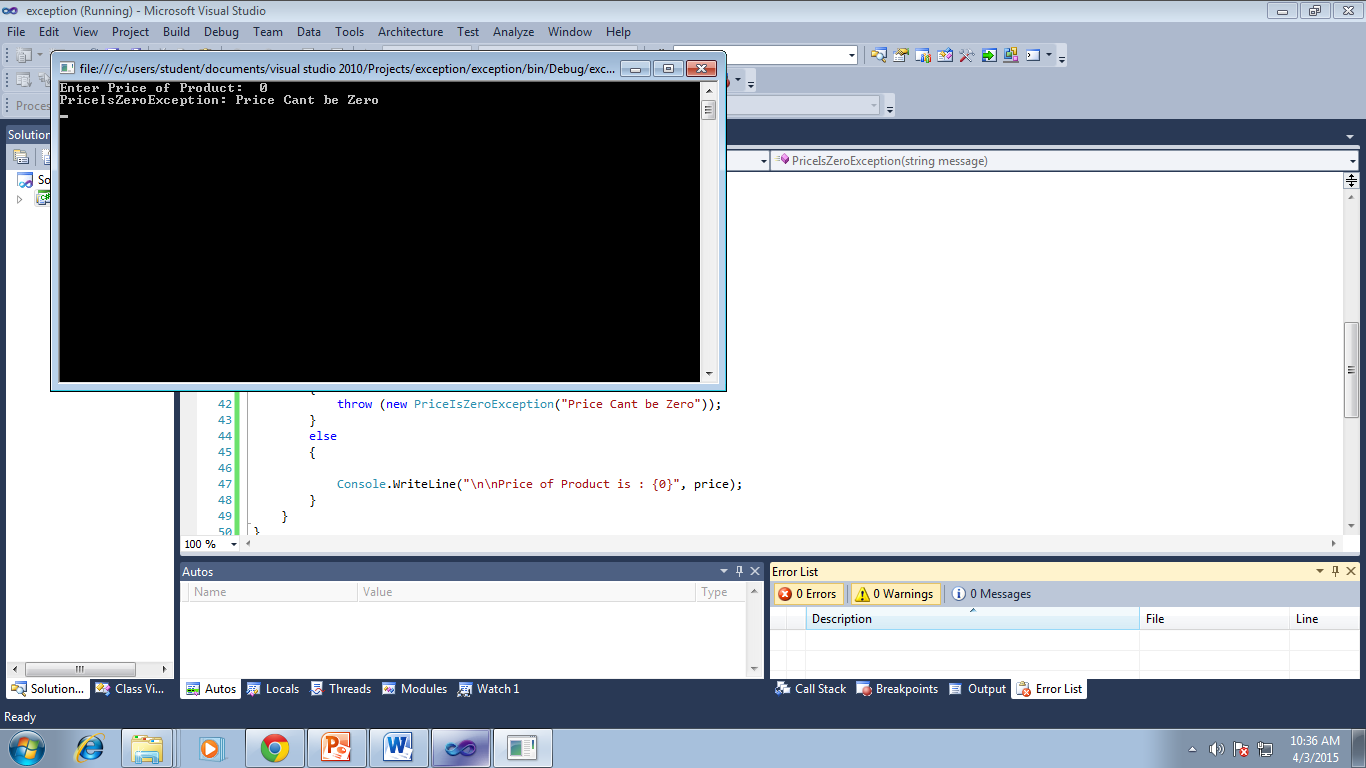 exception (Running) - Microsoft Visual Studio
File Edit View Project Build Debug Team Data Tools Architecture Test Analyze Window Help
file:///c:/users/student/documents/visual studio 2010/Projects/exception/exception/bin/Debug/exc...
Enter Price of Product:  0
PriceIsZeroException: Price Cant be Zero
Proces
Solution
PriceIsZeroException(string message)
So
{
42 throw (new PriceIsZeroException("Price Cant be Zero"));
43 }
44 else
45 {
46
47 Console.WriteLine("\n\nPrice of Product is : {0}", price);
48 }
49 }
50 }
100 %
Autos
Name Value Type
Error List
0 Errors 0 Warnings 0 Messages
Description File Line
Solution... Class Vi... Autos Locals Threads Modules Watch 1 Call Stack Breakpoints Output Error List
Ready
10:36 AM
4/3/2015